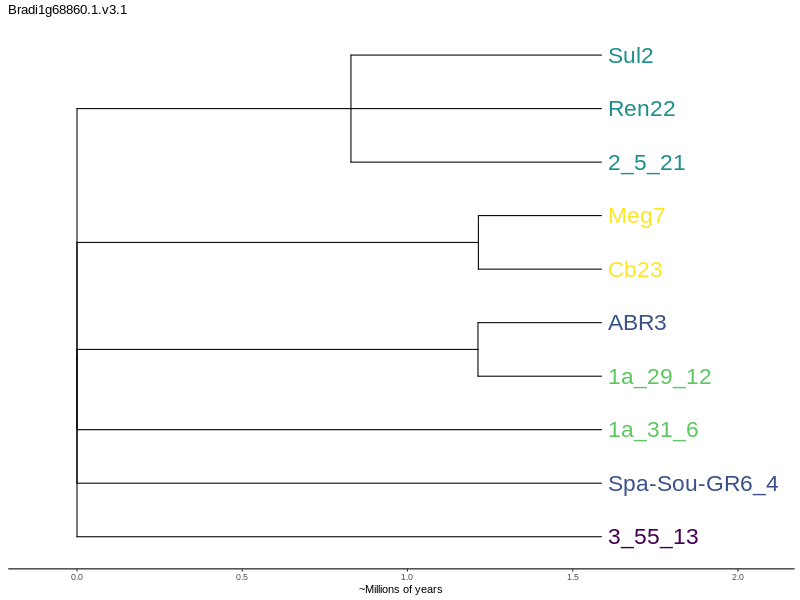 Bradi1g68860.1.v3.1
Sul2
Ren22
2_5_21
Meg7
Cb23
ABR3
1a_29_12
1a_31_6
Spa-Sou-GR6_4
3_55_13
0.0 0.5 1.0 1.5 2.0
~Millions of years